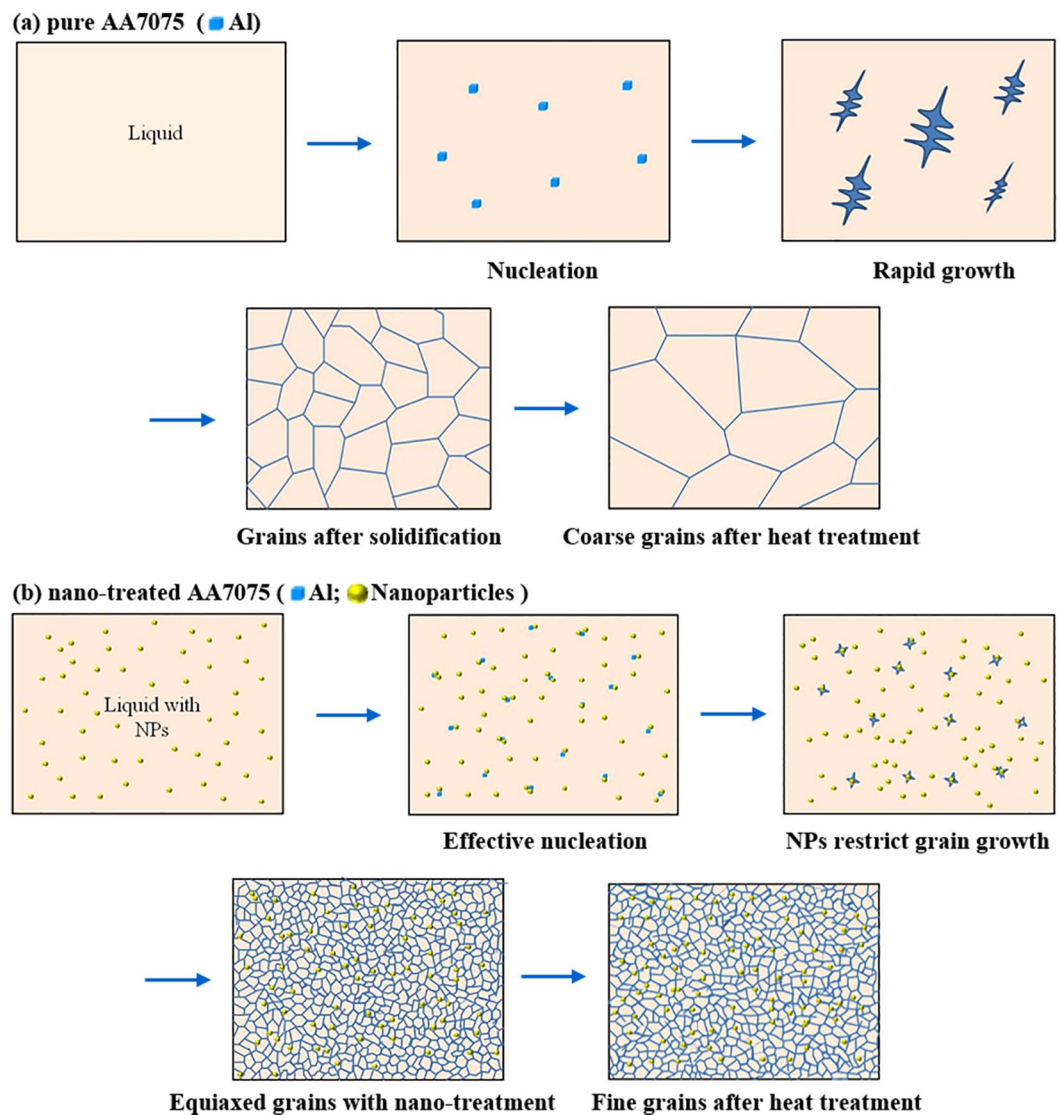 (a) pure AA7075 ( Al)
Liquid
Nucleation
Rapid growth
Grains after solidification
Coarse grains after heat treatment
(b) nano-treated AA7075 ( Al; Nanoparticles )
Liquid with
NPs
Effective nucleation
NPs restrict grain growth
Equiaxed grains with nano-treatment
Fine grains after heat treatment